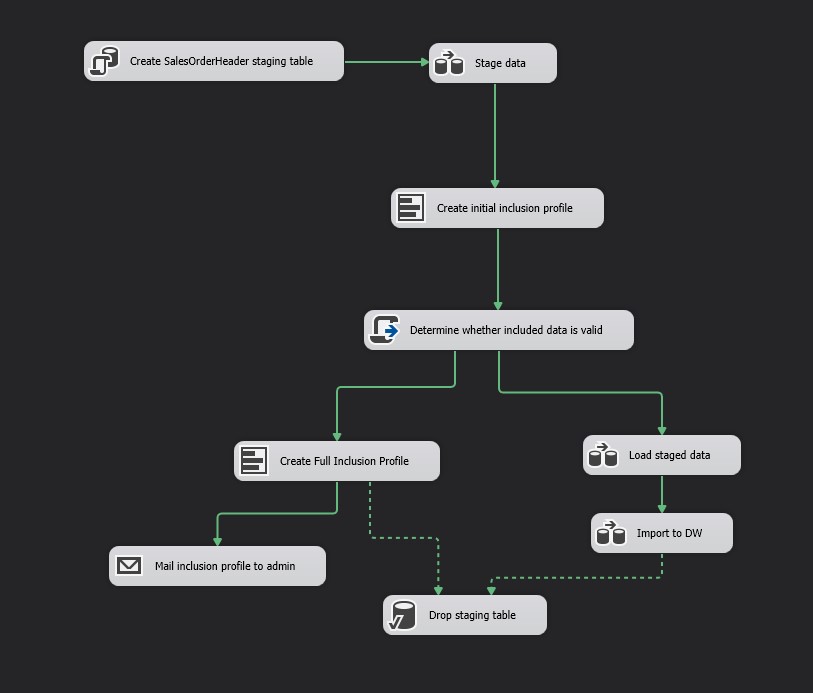 Create SalesOrderHeader staging table
Stage data
Create initial inclusion profile
Determine whether included data is valid
Create Full Inclusion Profile
Load staged data
Import to DW
Mail inclusion profile to admin
Drop staging table